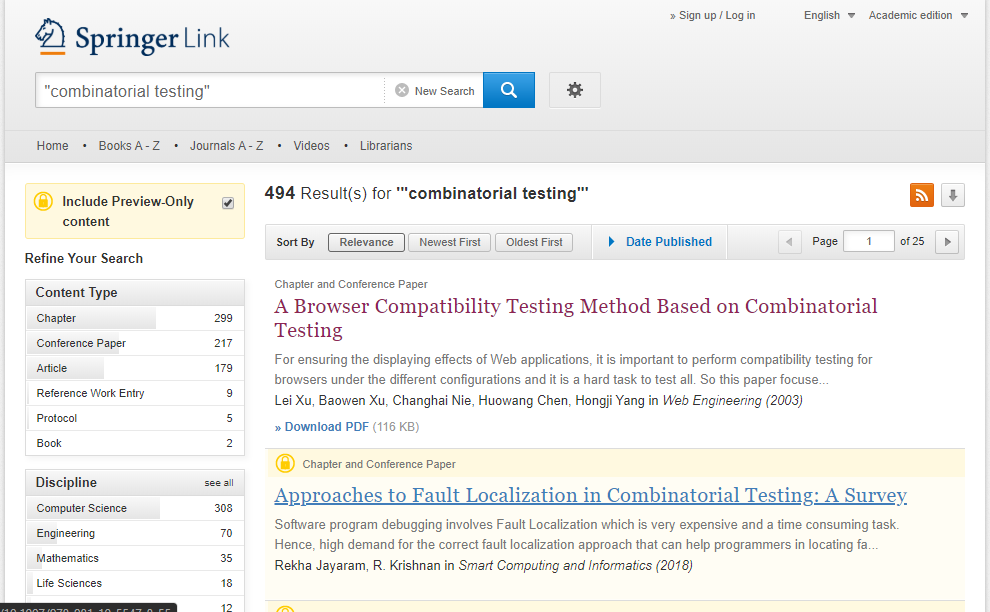 » Sign up / Log in
English
Academic edition
Springer Link
"combinatorial testing"
New Search
Home • Books A - Z • Journals A - Z • Videos • Librarians
Include Preview-Only
content
Refine Your Search
Content Type
Chapter 299
Conference Paper 217
Article 179
Reference Work Entry 9
Protocol 5
Book 2
Discipline see all
Computer Science 308
Engineering 70
Mathematics 35
Life Sciences 18
12
494 Result(s) for '"combinatorial testing"'
Sort By Relevance Newest First Oldest First Date Published Page 1 of 25
Chapter and Conference Paper
A Browser Compatibility Testing Method Based on Combinatorial
Testing
For ensuring the displaying effects of Web applications, it is important to perform compatibility testing for
browsers under the different configurations and it is a hard task to test all. So this paper focuse...
Lei Xu, Baowen Xu, Changhai Nie, Huowang Chen, Hongji Yang in Web Engineering (2003)
» Download PDF (116 KB)
Chapter and Conference Paper
Approaches to Fault Localization in Combinatorial Testing: A Survey
Software program debugging involves Fault Localization which is very expensive and a time consuming task.
Hence, high demand for the correct fault localization approach that can help programmers in locating fa...
Rekha Jayaram, R. Krishnan in Smart Computing and Informatics (2018)